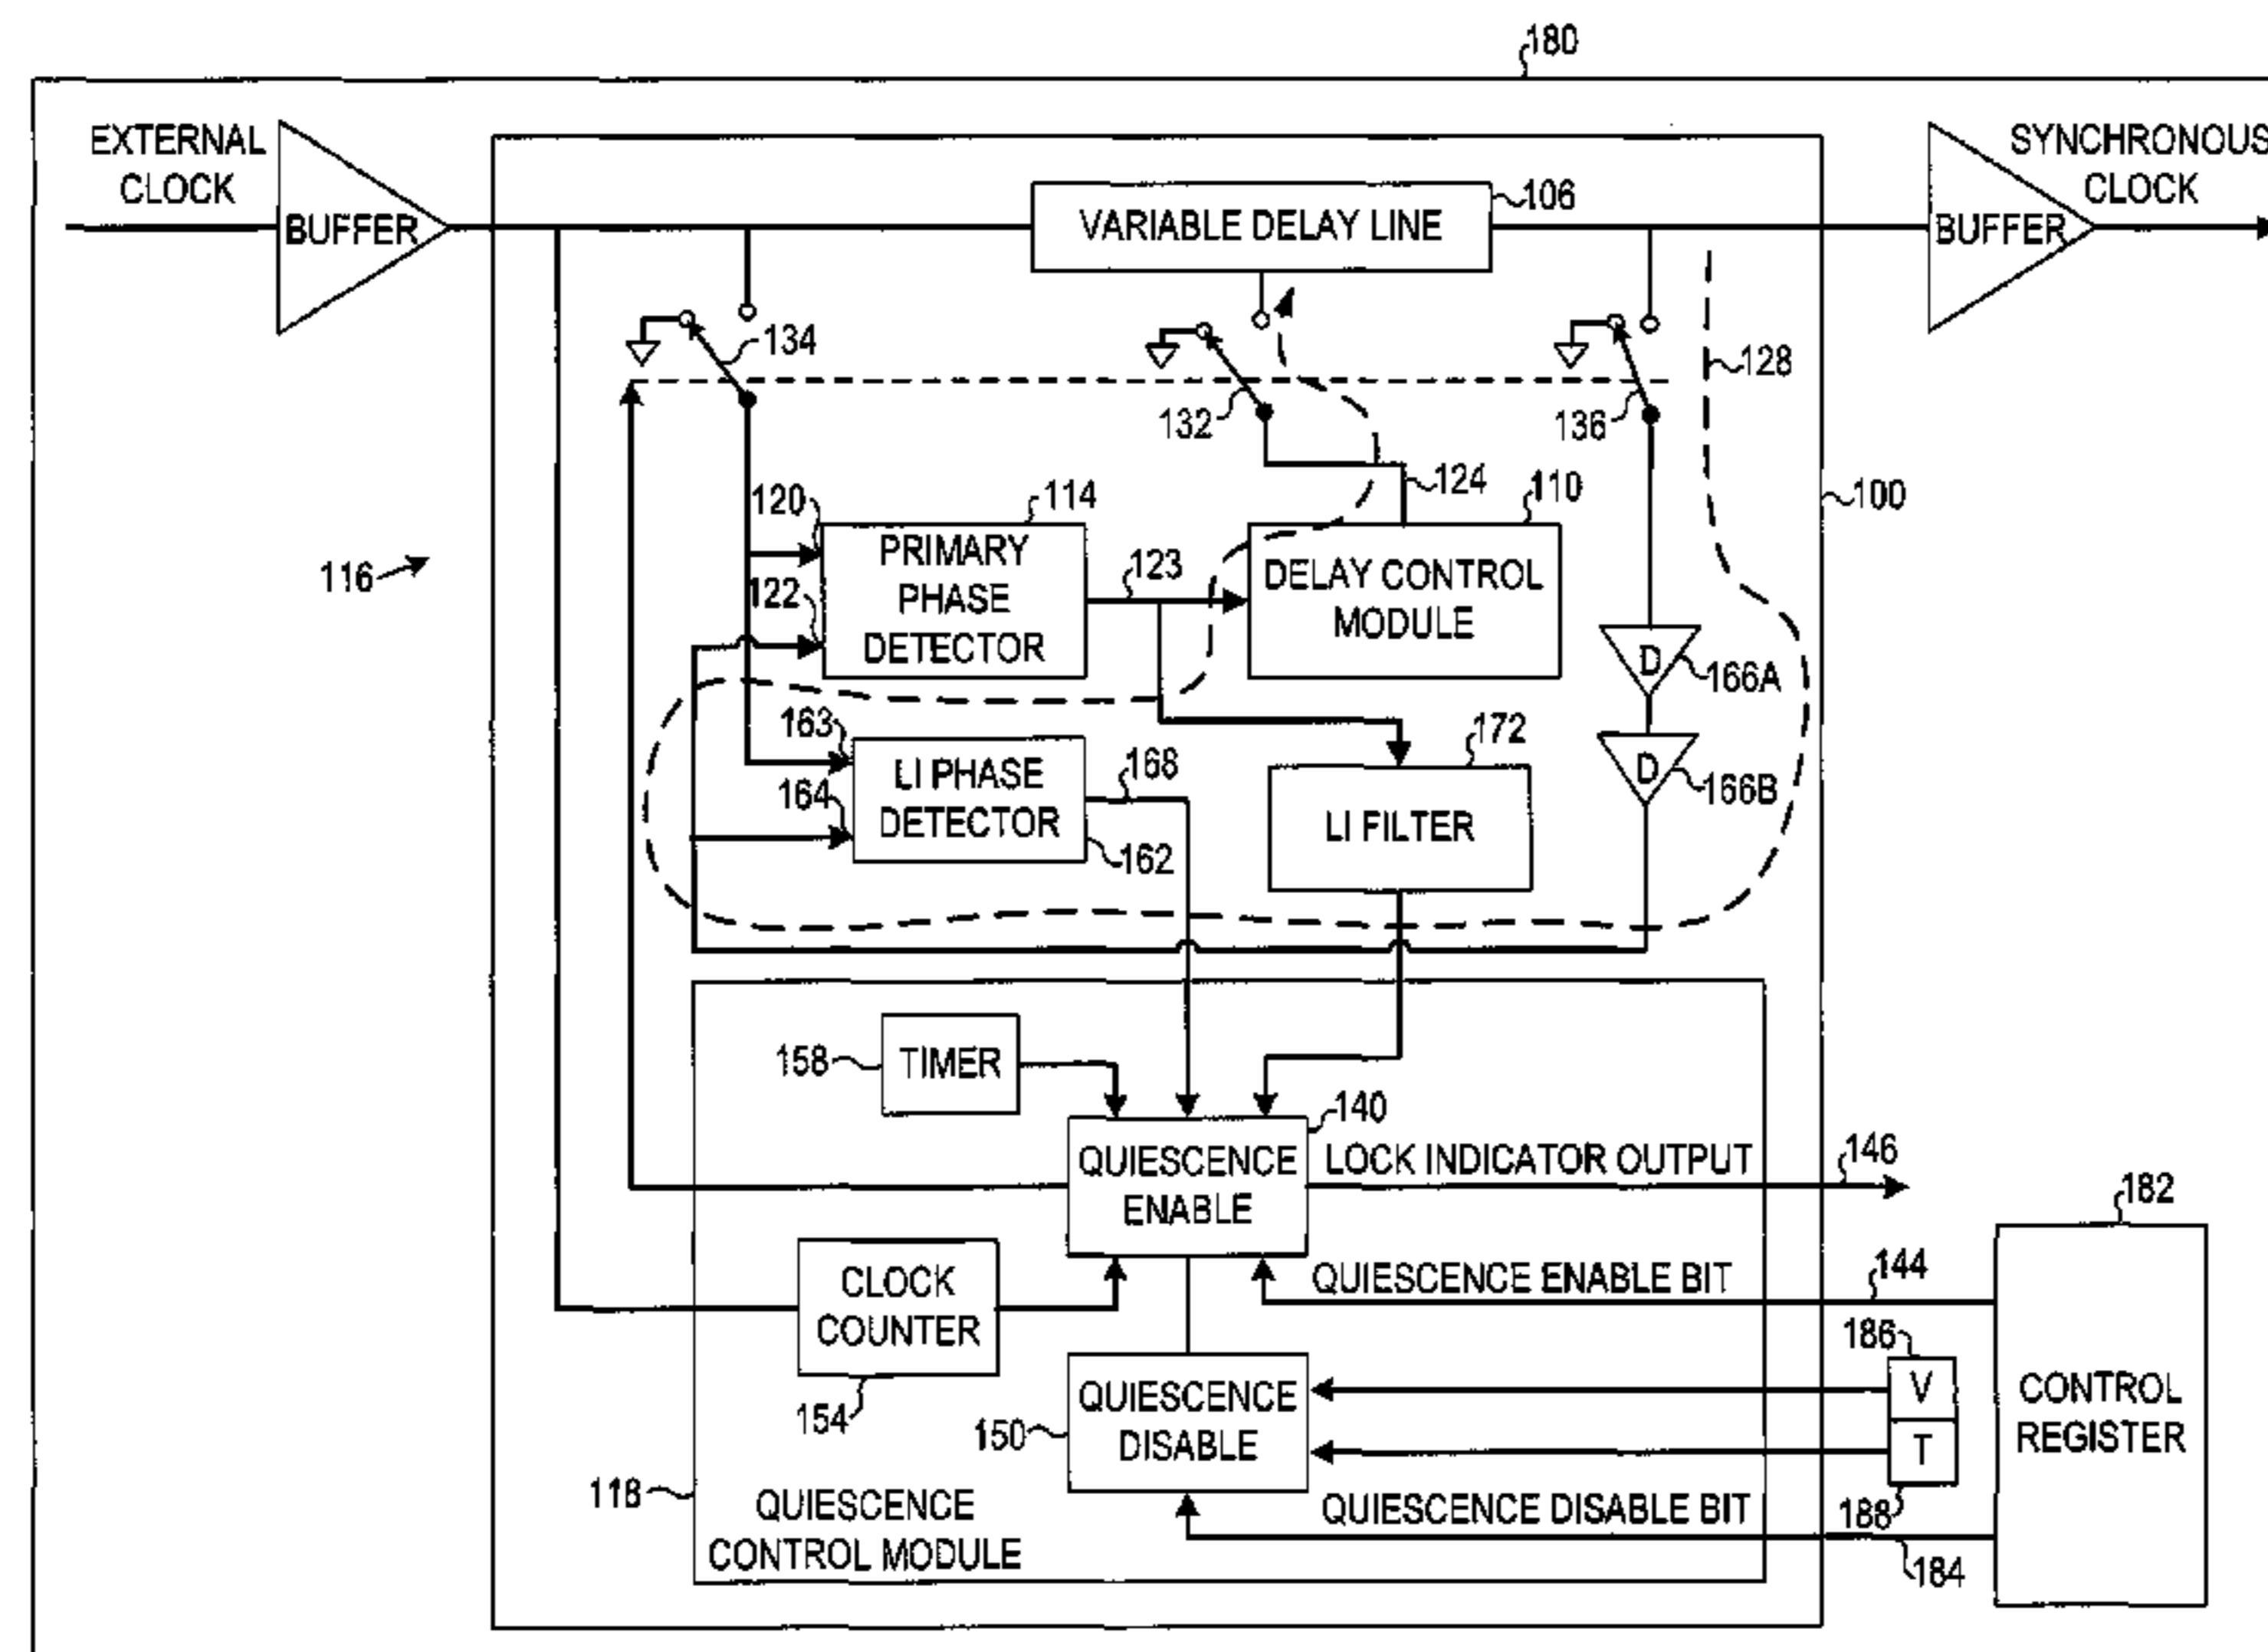 180
EXTERNAL
CLOCK
BUFFER
VARIABLE DELAY LINE
106
BUFFER
SYNCHRONOUS
CLOCK
134
132
136
128
116
120
122
114
PRIMARY
PHASE
DETECTOR
123
124
110
DELAY CONTROL
MODULE
100
D
166A
D
166B
163
164
LI PHASE
DETECTOR
162
168
172
LI FILTER
158
TIMER
140
QUIESCENCE
ENABLE
LOCK INDICATOR OUTPUT
146
182
CLOCK
COUNTER
154
QUIESCENCE ENABLE BIT
144
186
V
T
188
CONTROL
REGISTER
150
QUIESCENCE
DISABLE
QUIESCENCE DISABLE BIT
184
118
QUIESCENCE
CONTROL MODULE